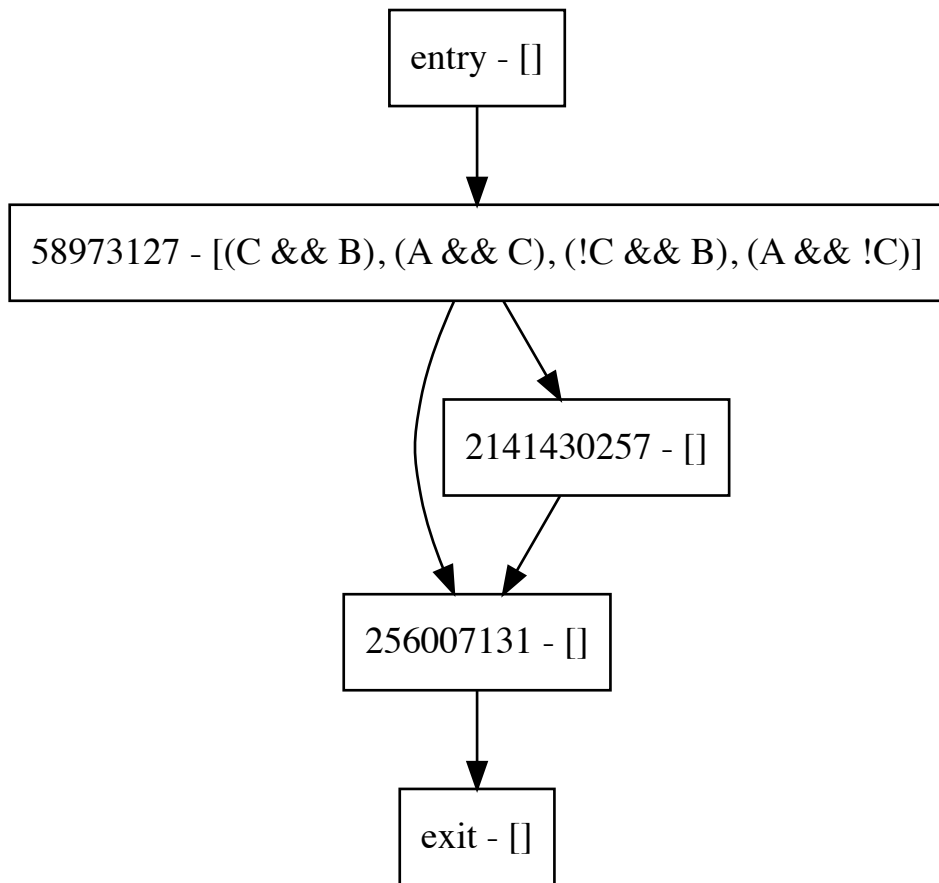 entry - []
58973127 - [(C && B), (A && C), (!C && B), (A && !C)]
2141430257 - []
256007131 - []
exit - []